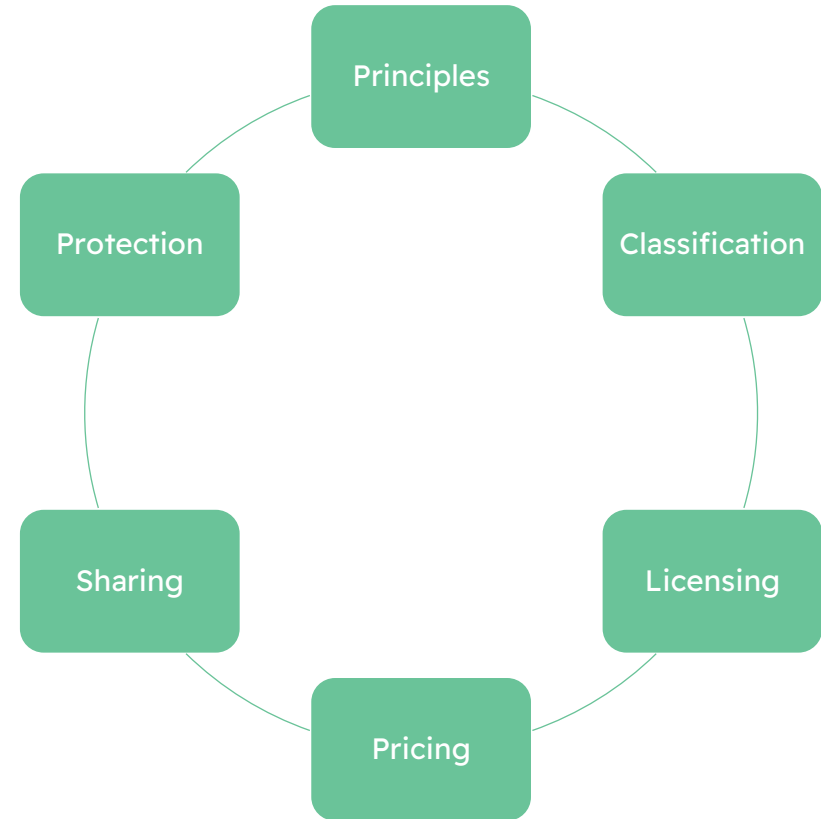 Principles
Classification
Licensing
Pricing
Sharing
Protection